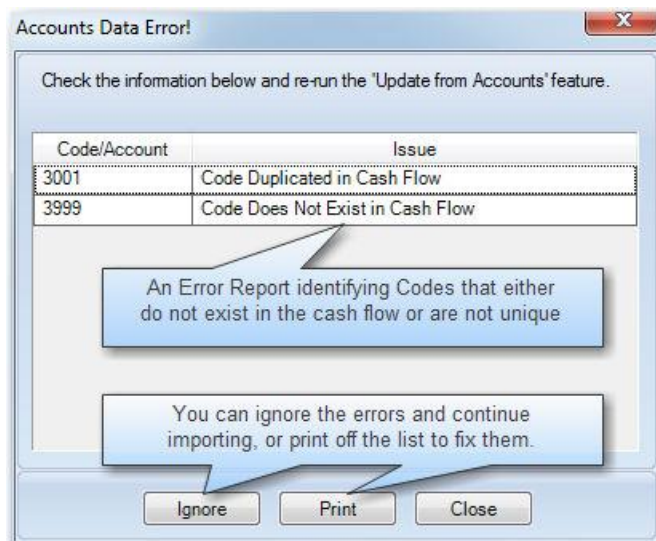 Accounts Data Error!
Check the information below and re-run the 'Update from Accounts' feature.
Code/Account Issue
3001 Code Duplicated in Cash Flow
3999 Code Does Not Exist in Cash Flow
An Error Report identifying Codes that either
do not exist in the cash flow or are not unique
You can ignore the errors and continue
importing, or print off the list to fix them.
Ignore Print Close